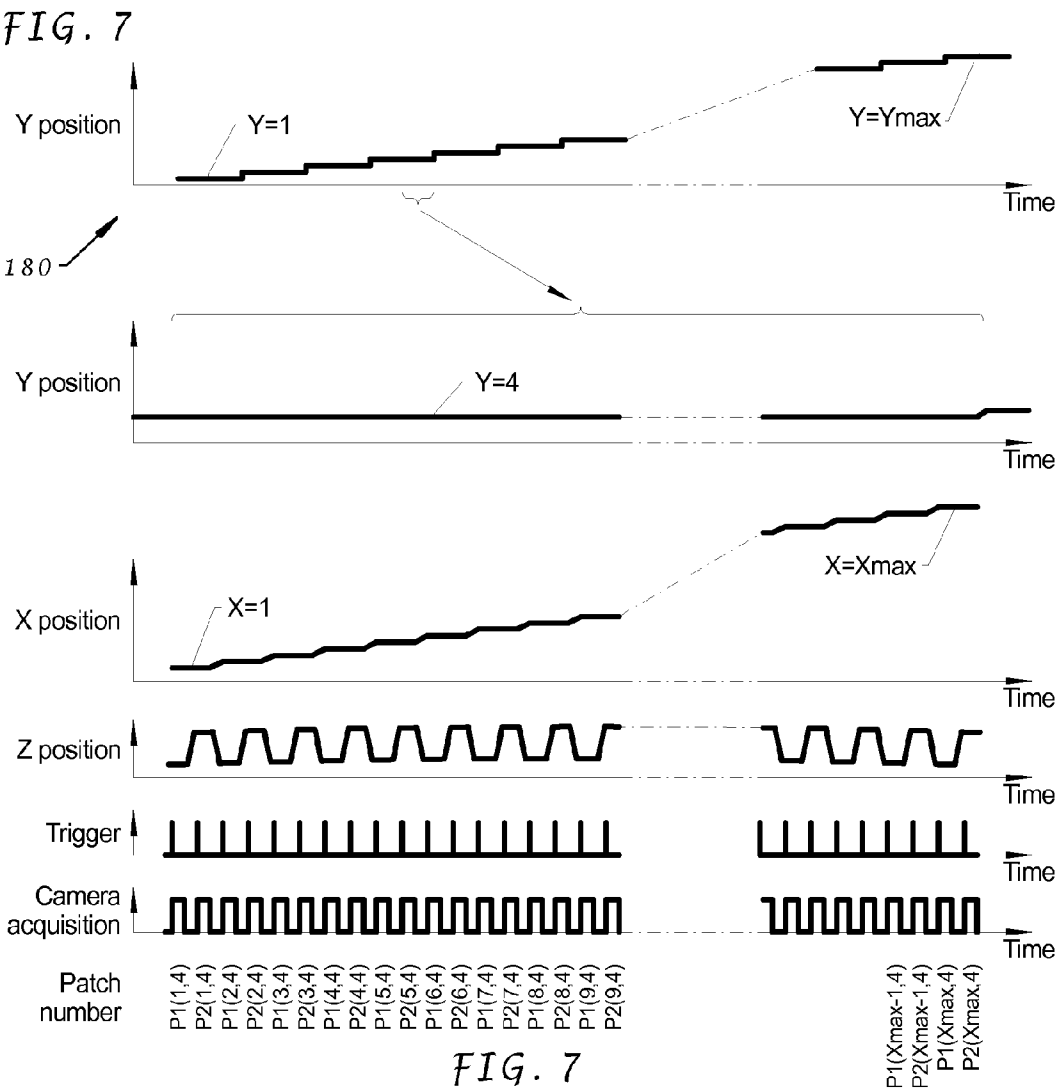 FIG. 7
Y position
Y=1
Y=Ymax
Time
180
Y position
Y=4
Time
X position
X=1
X=Xmax
Time
Z position
Time
Trigger
Time
Camera
acquisition
Time
Patch
number
P1(1,4)
P2(1,4)
P1(2,4)
P2(2,4)
P1(3,4)
P2(3,4)
P1(4,4)
P2(4,4)
P1(5,4)
P2(5,4)
P1(6,4)
P2(6,4)
P1(7,4)
P2(7,4)
P1(8,4)
P2(8,4)
P1(9,4)
P2(9,4)
P1(Xmax-1,4)
P2(Xmax-1,4)
P1(Xmax,4)
P2(Xmax,4)
FIG. 7